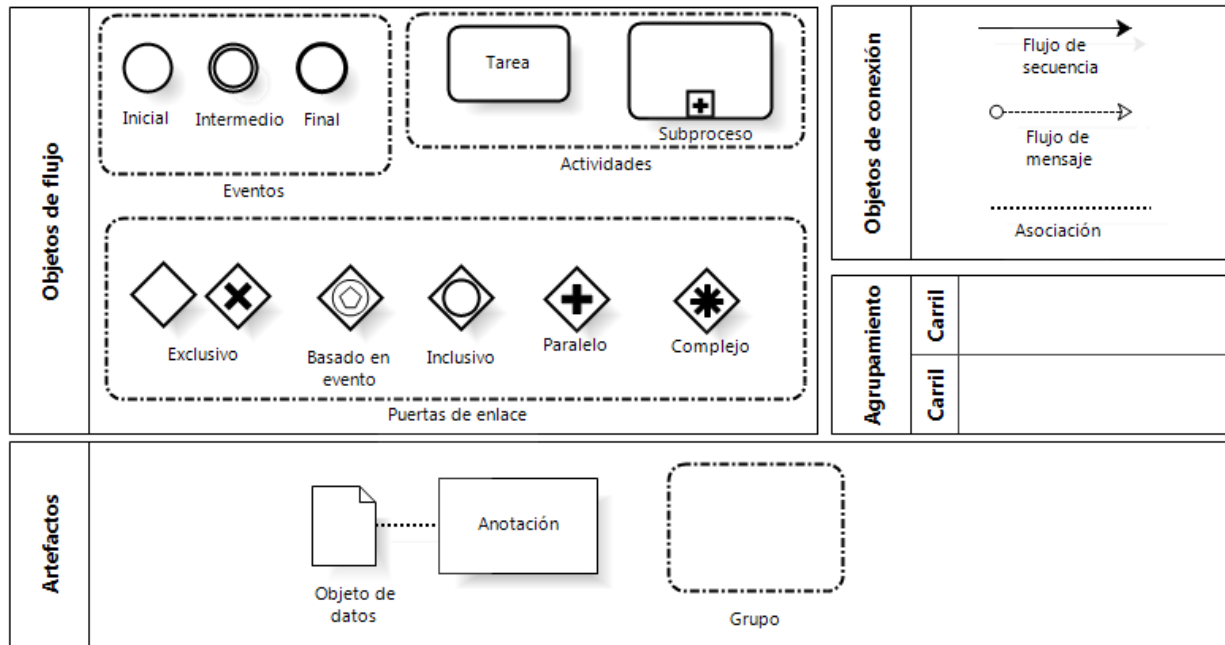 Objetos de flujo
Inicial
Intermedio
Final
Eventos
Tarea
Subproceso
Actividades
Exclusivo
Basado en
evento
Inclusivo
Paralelo
Complejo
Puertas de enlace
Objetos de conexión
Flujo de
secuencia
Flujo de
mensaje
Asociación
Agrupamiento
Carril
Carril
Artefactos
Objeto de
datos
Anotación
Grupo